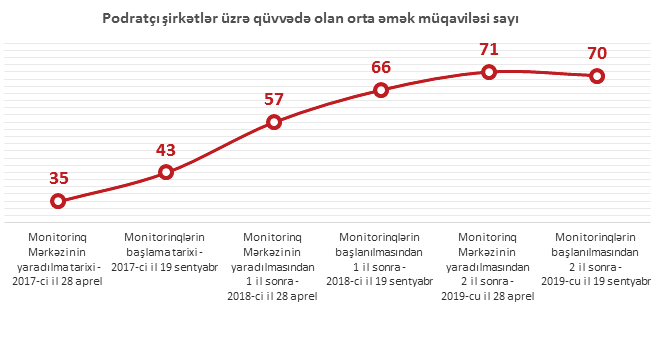 Podratçı şirkətlər üzrə qüvvədə olan orta əmək müqaviləsi sayı
35
43
57
66
71
70
Monitorinq
Mərkəzinin
yaradılma tarixi -
2017-ci il 28 aprel
Monitorinqlərin
başlama tarixi -
2017-ci il 19 sentyabr
Monitorinq
Mərkəzinin
yaradılmasından
1 il sonra -
2018-ci il 28 aprel
Monitorinqlərin
başlanılmasından
1 il sonra -
2018-ci il 19 sentyabr
Monitorinq
Mərkəzinin
yaradılmasından
2 il sonra -
2019-cu il 28 aprel
Monitorinqlərin
başlanılmasından
2 il sonra -
2019-cu il 19 sentyabr